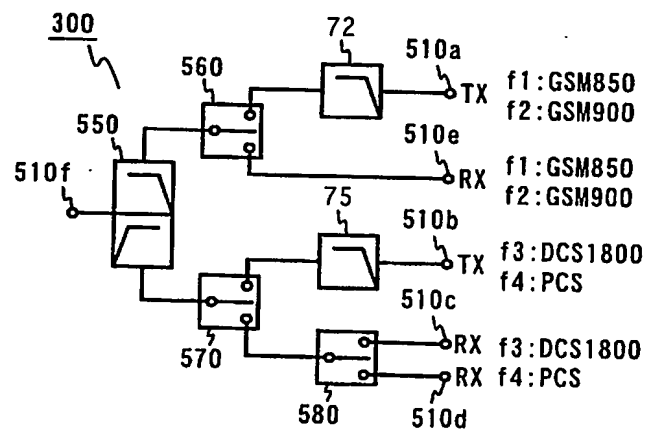 300
72
510a
560
TX f1:GSM850
f2:GSM900
550
510e
510f
RX f1:GSM850
f2:GSM900
75
510b
TX f3:DCS1800
f4:PCS
510c
570
RX f3:DCS1800
RX f4:PCS
580
510d